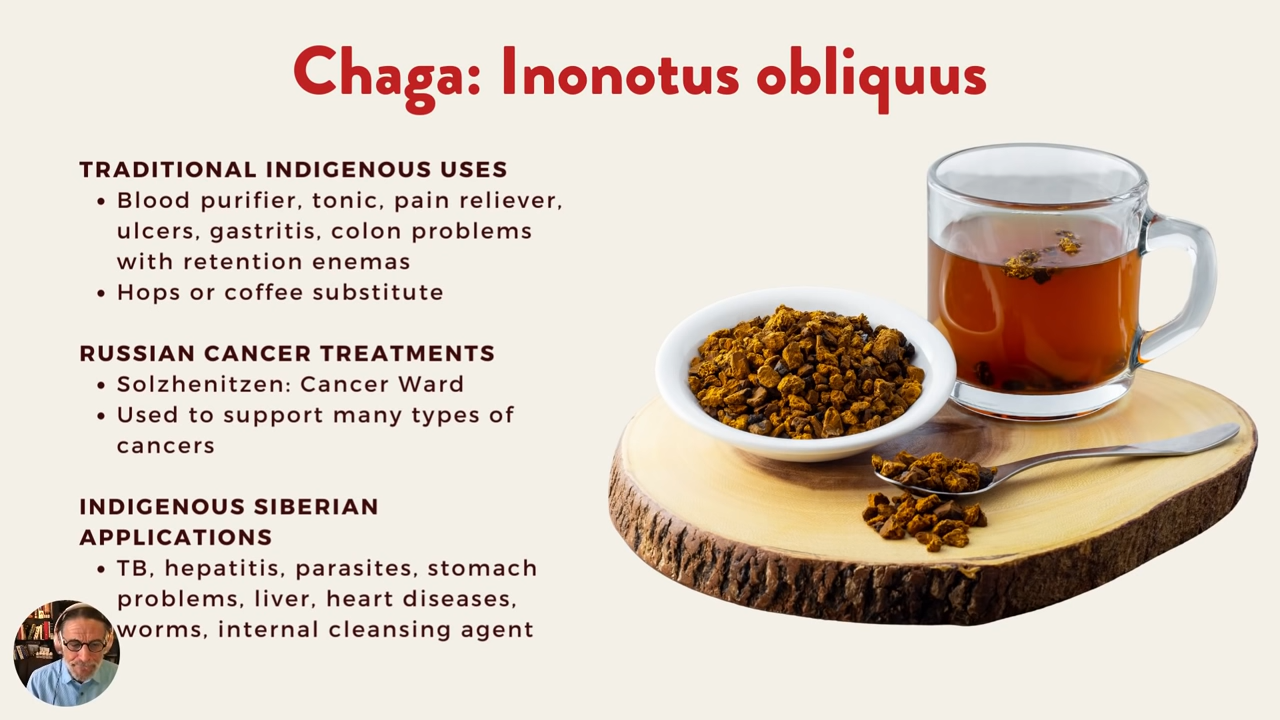 Chaga: Inonotus obliquus
TRADITIONAL INDIGENOUS USES
• Blood purifier, tonic, pain reliever,
ulcers, gastritis, colon problems
with retention enemas
• Hops or coffee substitute
RUSSIAN CANCER TREATMENTS
• Solzhenitzen: Cancer Ward
• Used to support many types of
cancers
INDIGENOUS SIBERIAN
APPLICATIONS
• TB, hepatitis, parasites, stomach
problems, liver, heart diseases,
worms, internal cleansing agent